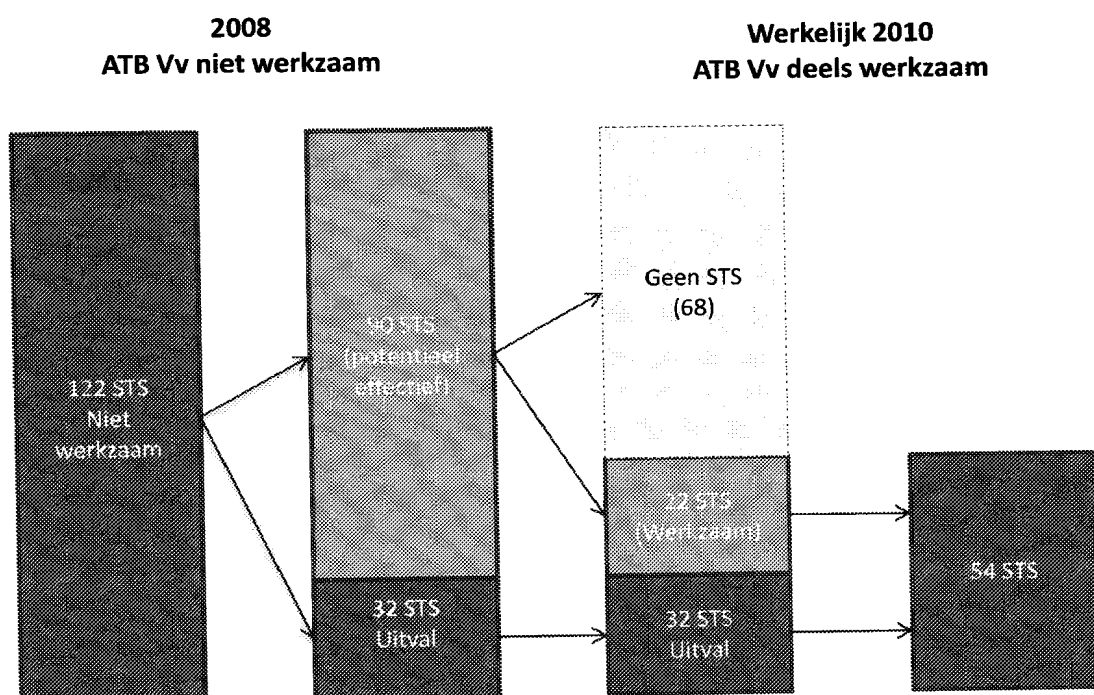 2008
ATB Vv niet werkzaam
Werkelijk 2010
ATB Vv deels werkzaam
122 STS
Niet
werkzaam
90 STS
(potentieel
effectief)
32 STS
Uitval
Geen STS
(68)
22 STS
(Werkzaam)
32 STS
Uitval
54 STS